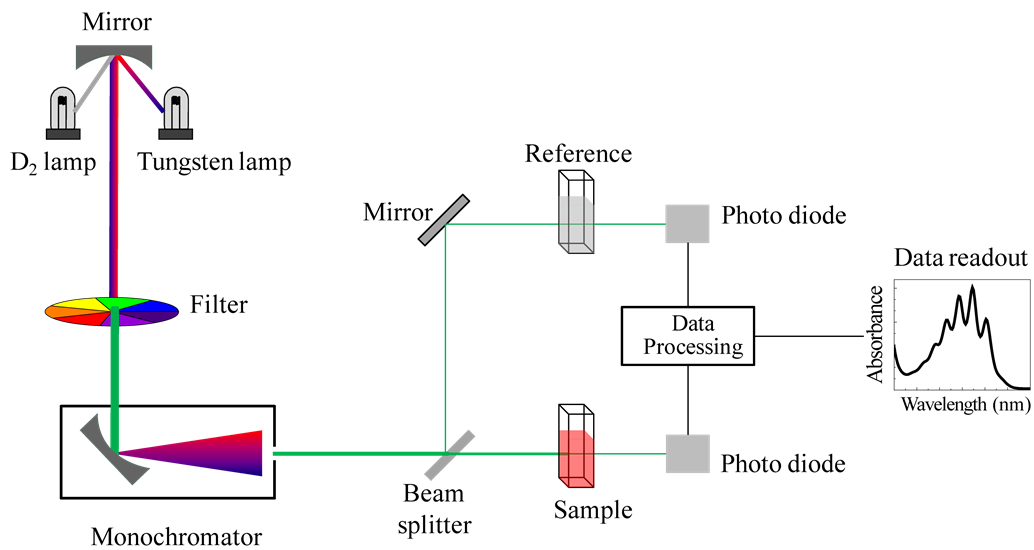 Mirror
D₂ lamp
Tungsten lamp
Filter
Monochromator
Mirror
Beam
splitter
Reference
Sample
Photo diode
Data
Processing
Photo diode
Data readout
Absorbance
Wavelength (nm)